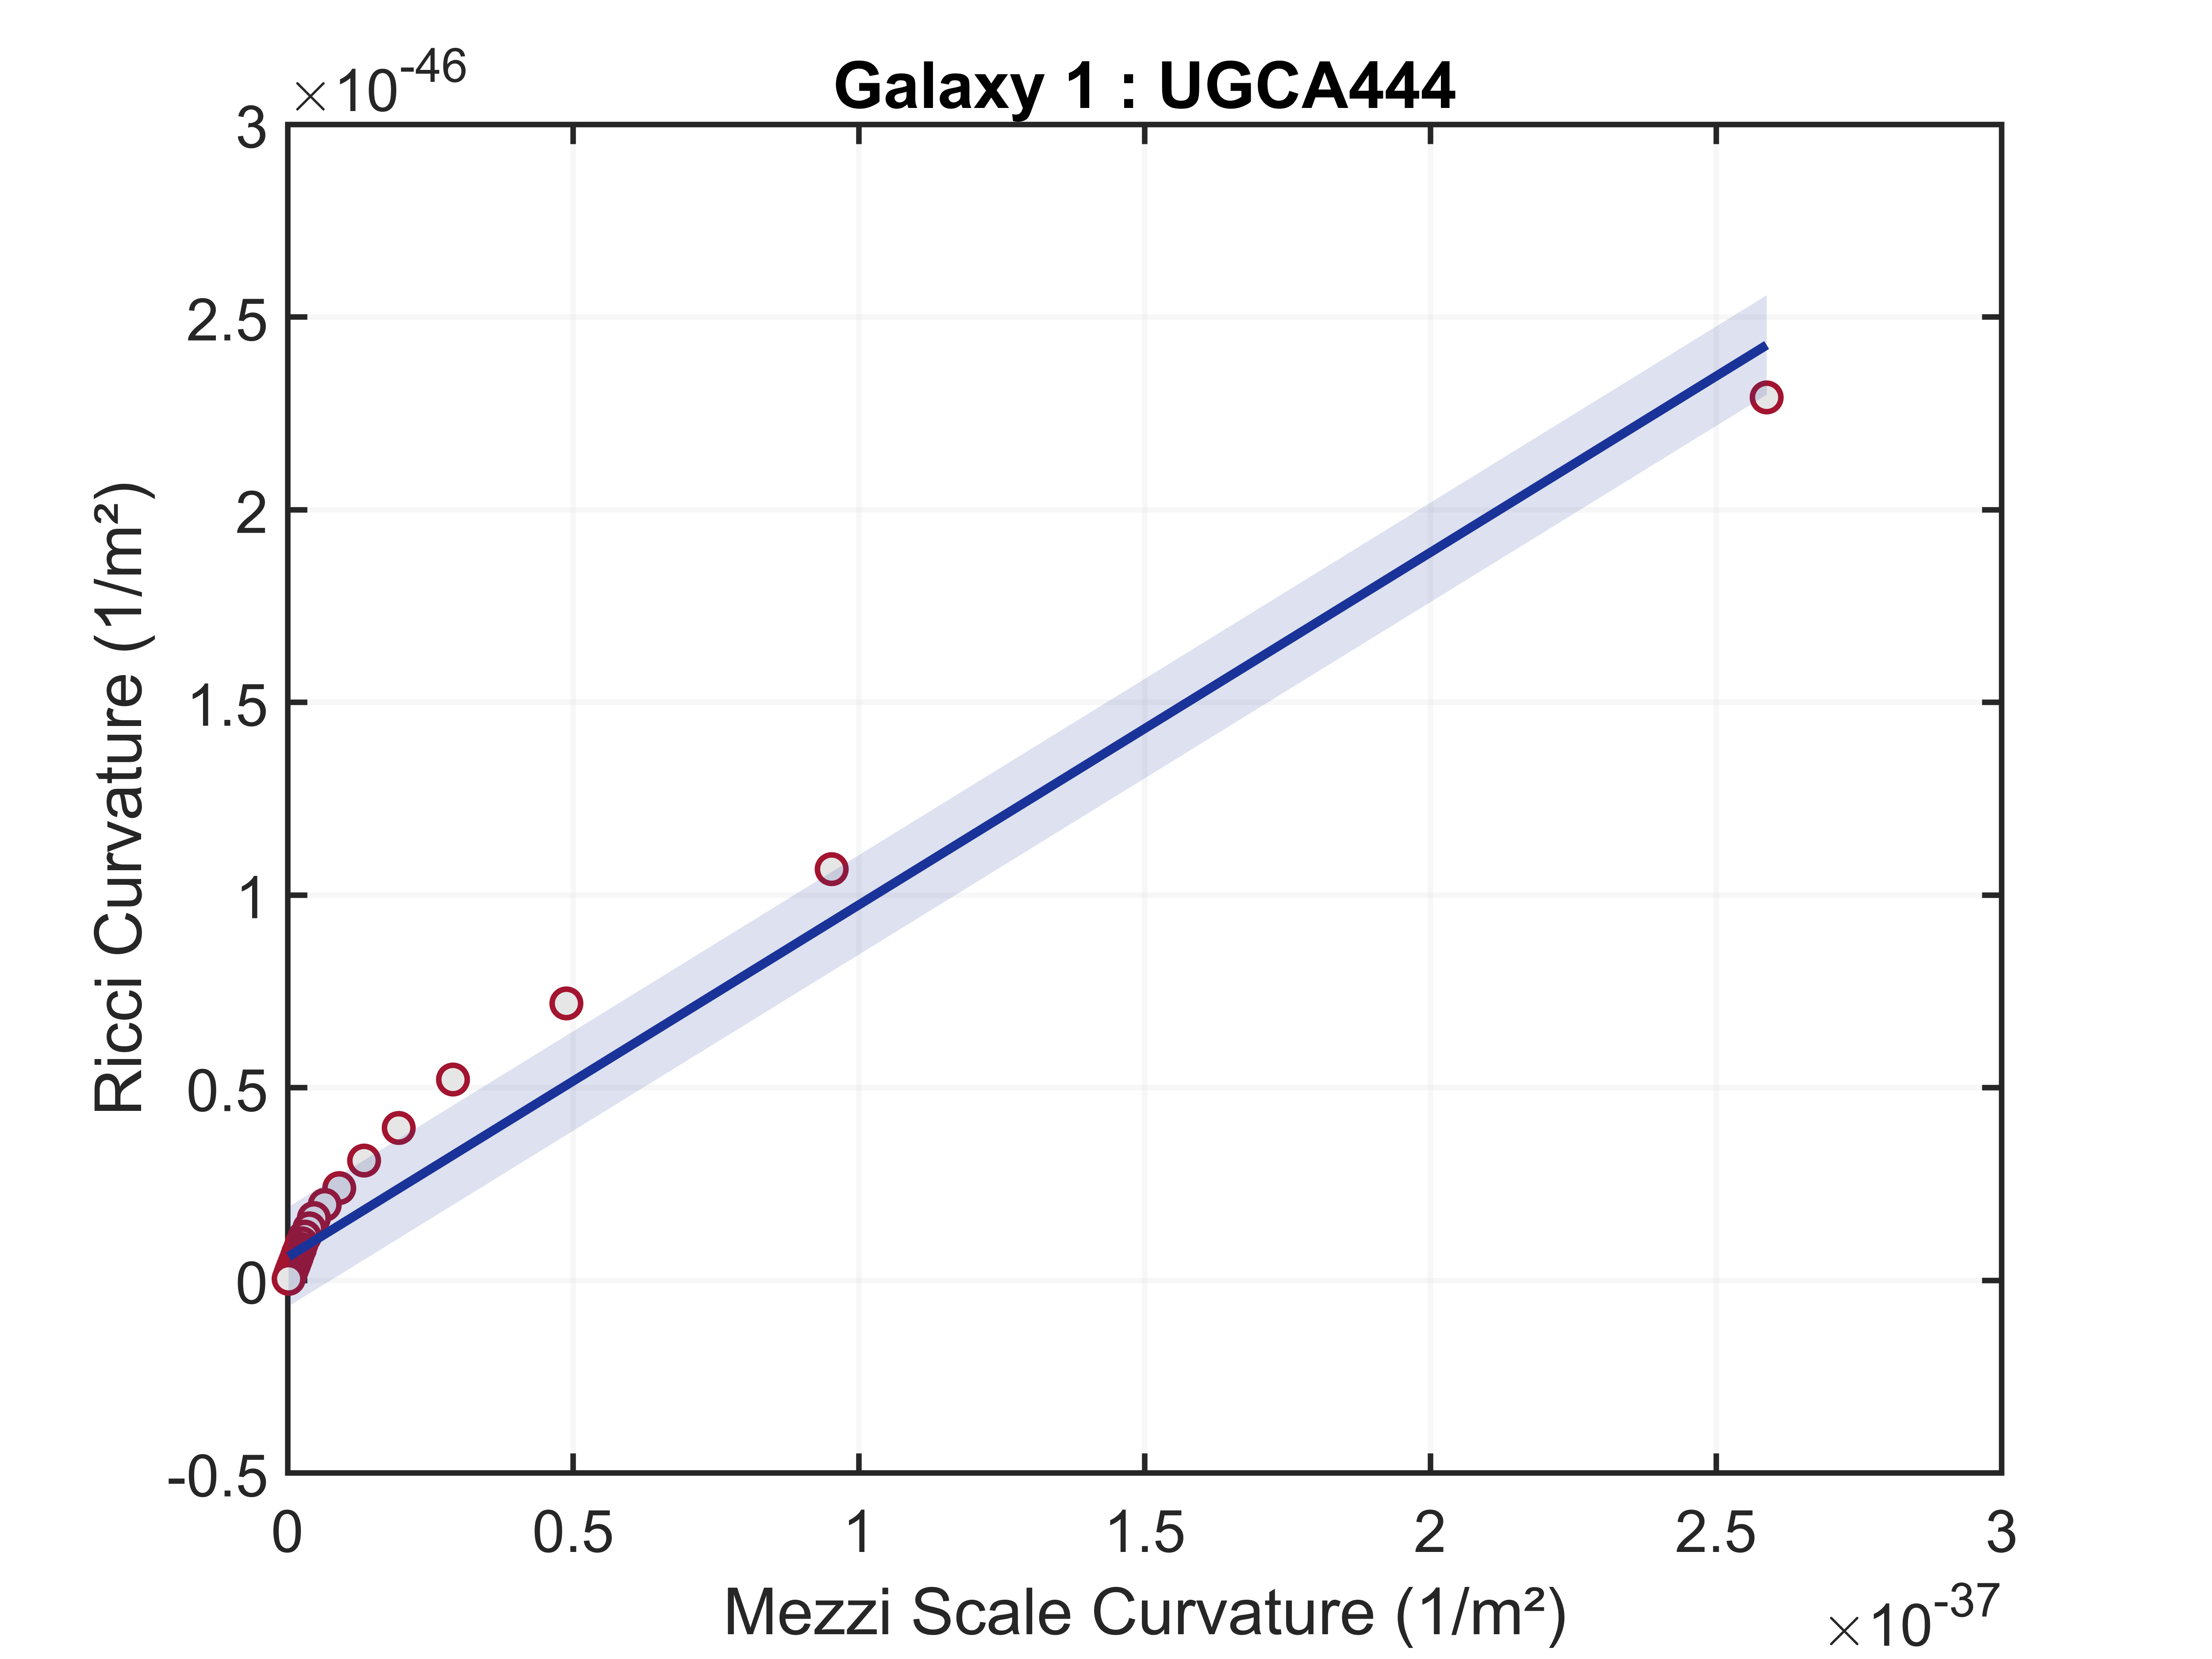 ×10-46
Galaxy 1 : UGCA444
3
2.5
2
1.5
1
0.5
0
-0.5
Ricci Curvature (1/m²)
0 0.5 1 1.5 2 2.5 3
Mezzi Scale Curvature (1/m²)
×10-37